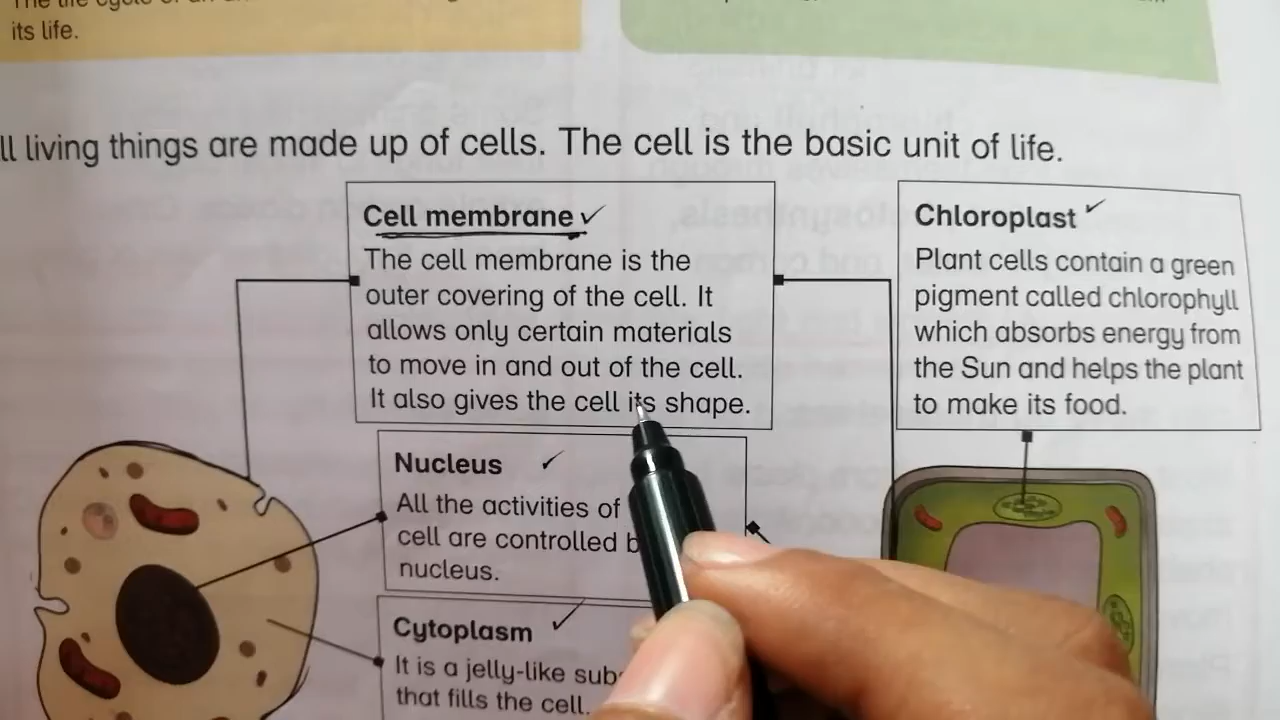 its life.
ll living things are made up of cells. The cell is the basic unit of life.
Cell membrane
The cell membrane is the
outer covering of the cell. It
allows only certain materials
to move in and out of the cell.
It also gives the cell its shape.
Chloroplast
Plant cells contain a green
pigment called chlorophyll
which absorbs energy from
the Sun and helps the plant
to make its food.
Nucleus
All the activities of
cell are controlled
nucleus.
Cytoplasm
It is a jelly-like
that fills the cell.